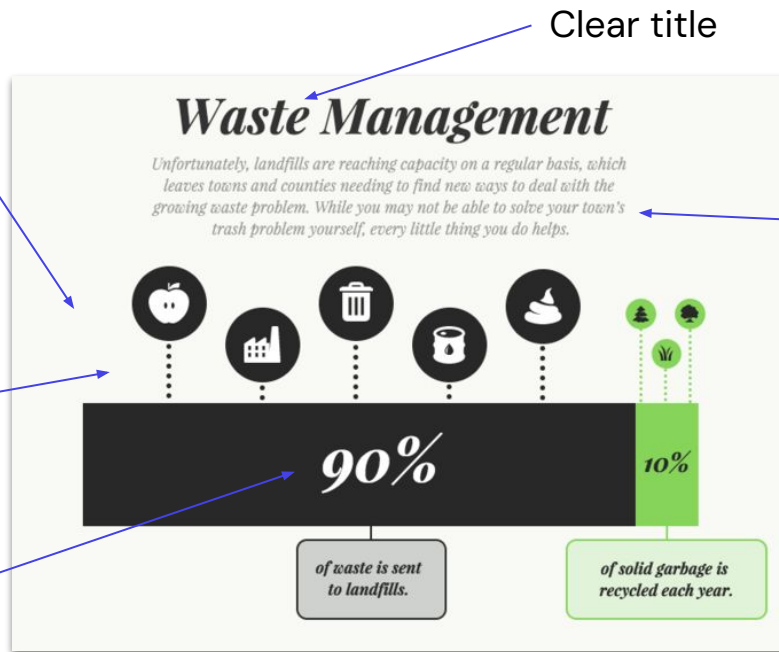 Clear title
Waste Management
Unfortunately, landfills are reaching capacity on a regular basis, which
leaves towns and counties needing to find new ways to deal with the
growing waste problem. While you may not be able to solve your town's
trash problem yourself, every little thing you do helps.
90%
10%
of waste is sent
to landfills.
of solid garbage is
recycled each year.